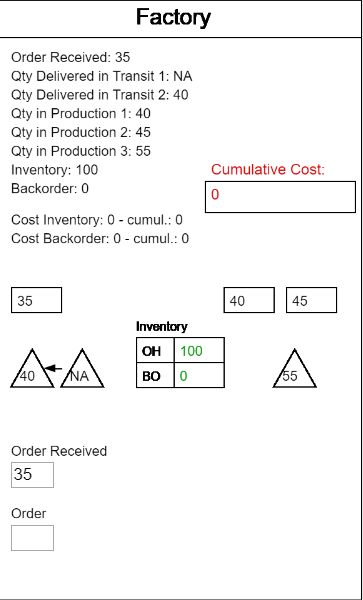 Factory
Order Received: 35
Qty Delivered in Transit 1: NA
Qty Delivered in Transit 2: 40
Qty in Production 1: 40
Qty in Production 2: 45
Qty in Production 3: 55
Inventory: 100
Cumulative Cost:
Backorder: 0
0
Cost Inventory: 0 - cumul.: 0
Cost Backorder: 0 - cumul.: 0
35 40 45
Inventory
OH 100
40 NA BO 0 55
Order Received
35
Order